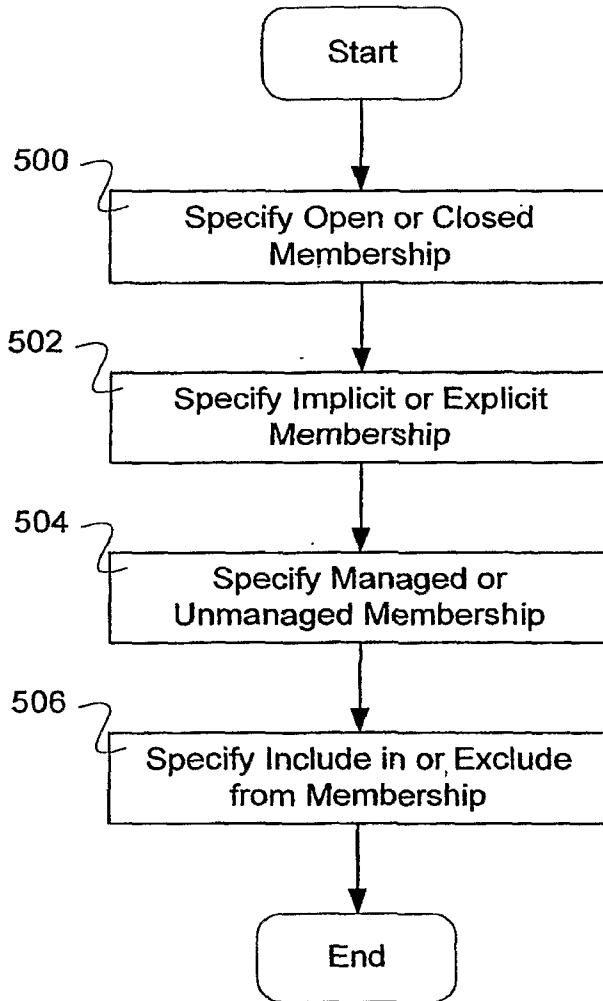 Start
500
Specify Open or Closed
Membership
502
Specify Implicit or Explicit
Membership
504
Specify Managed or
Unmanaged Membership
506
Specify Include in or Exclude
from Membership
End